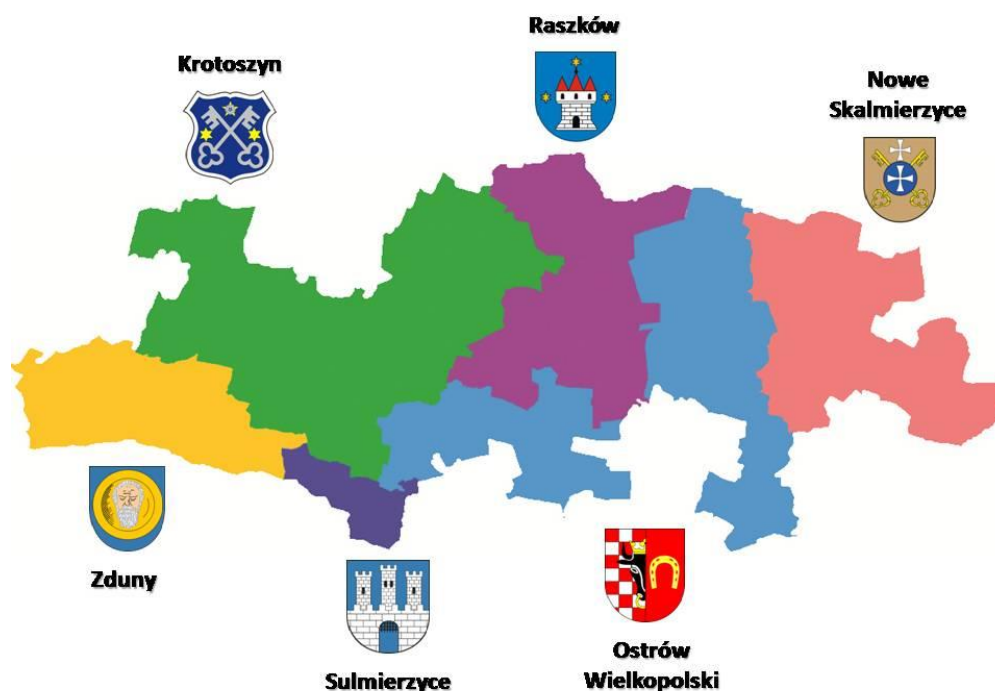 Raszków
Krotoszyn
Nowe
Skalmierzyce
Zduny
Sulmierzyce
Ostrów
Wielkopolski